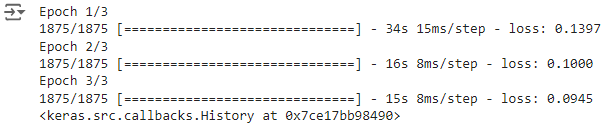 Epoch 1/3
1875/1875 [==============================] - 34s 15ms/step - loss: 0.1397
Epoch 2/3
1875/1875 [==============================] - 16s 8ms/step - loss: 0.1000
Epoch 3/3
1875/1875 [==============================] - 15s 8ms/step - loss: 0.0945
<keras.src.callbacks.History at 0x7ce17bb98490>